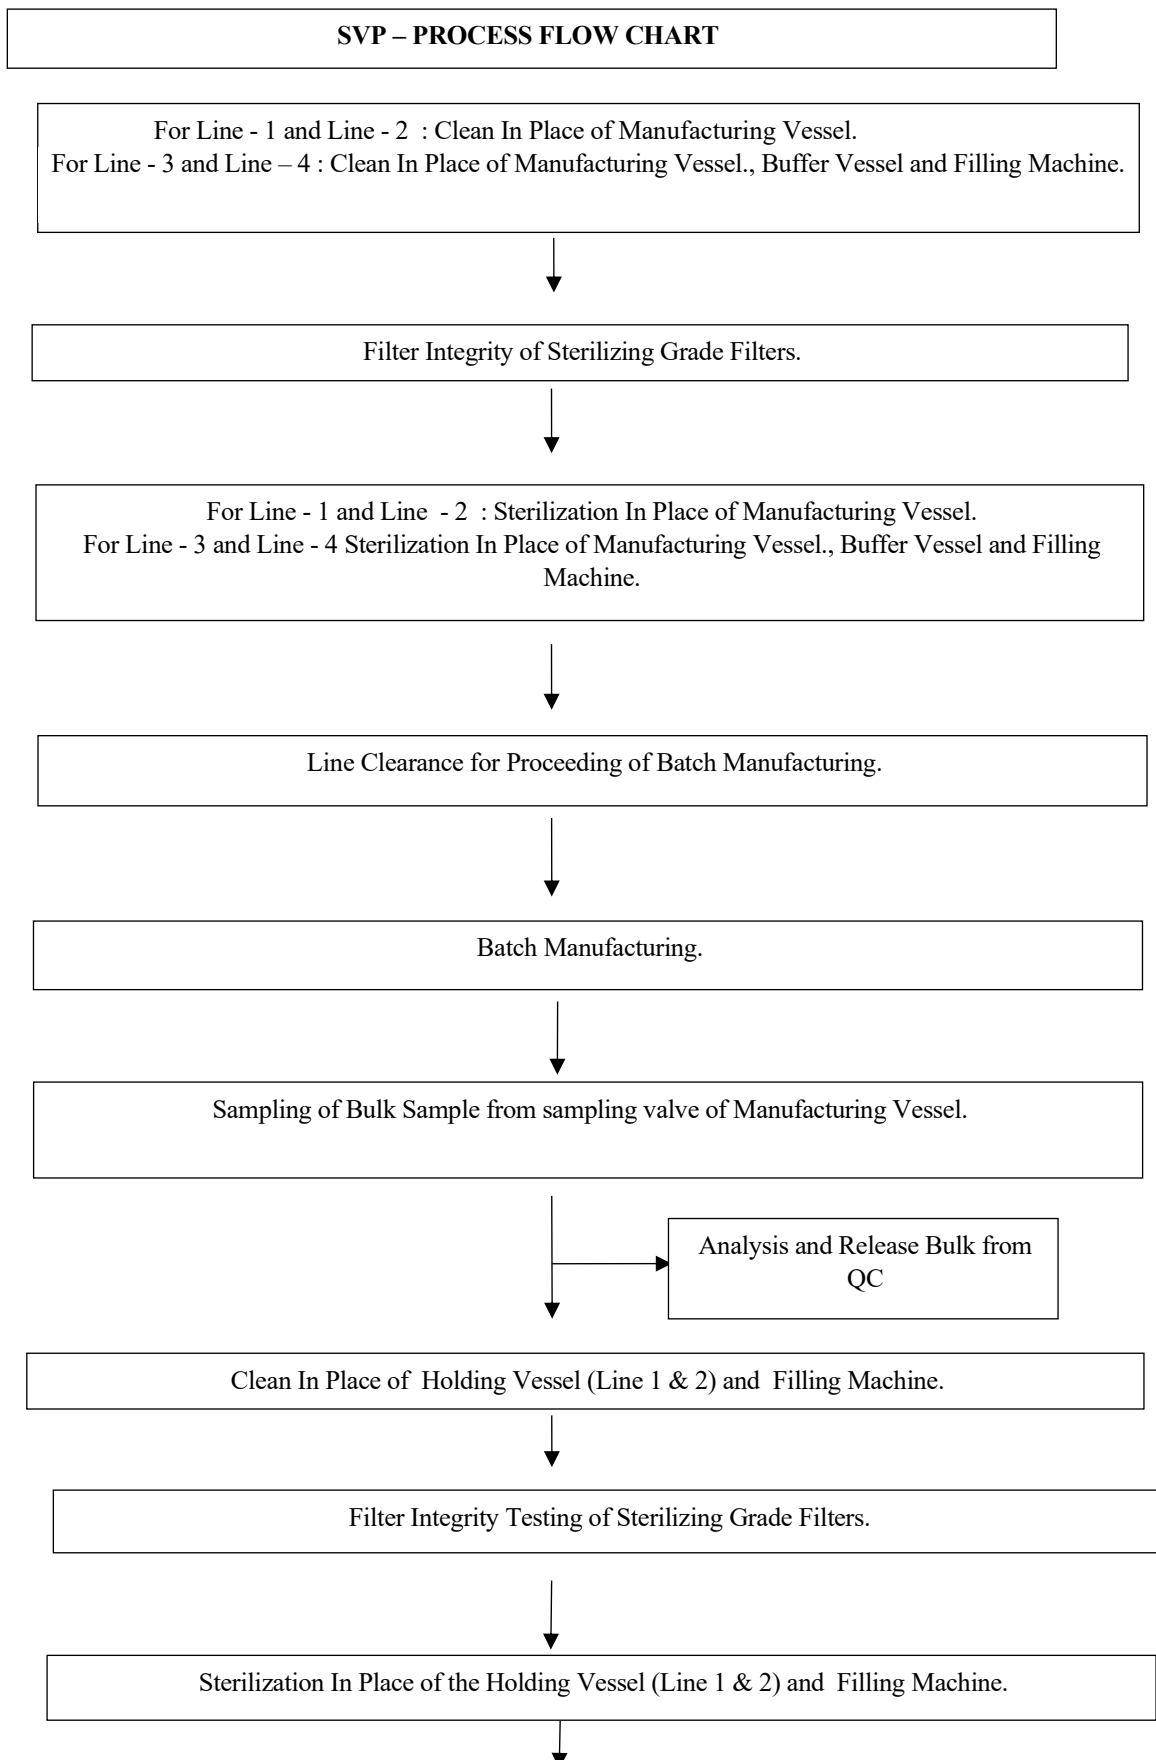 SVP – PROCESS FLOW CHART
For Line - 1 and Line - 2 : Clean In Place of Manufacturing Vessel.
For Line - 3 and Line – 4 : Clean In Place of Manufacturing Vessel., Buffer Vessel and Filling Machine.
Filter Integrity of Sterilizing Grade Filters.
For Line - 1 and Line - 2 : Sterilization In Place of Manufacturing Vessel.
For Line - 3 and Line - 4 Sterilization In Place of Manufacturing Vessel., Buffer Vessel and Filling
Machine.
Line Clearance for Proceeding of Batch Manufacturing.
Batch Manufacturing.
Sampling of Bulk Sample from sampling valve of Manufacturing Vessel.
Analysis and Release Bulk from
QC
Clean In Place of Holding Vessel (Line 1 & 2) and Filling Machine.
Filter Integrity Testing of Sterilizing Grade Filters.
Sterilization In Place of the Holding Vessel (Line 1 & 2) and Filling Machine.